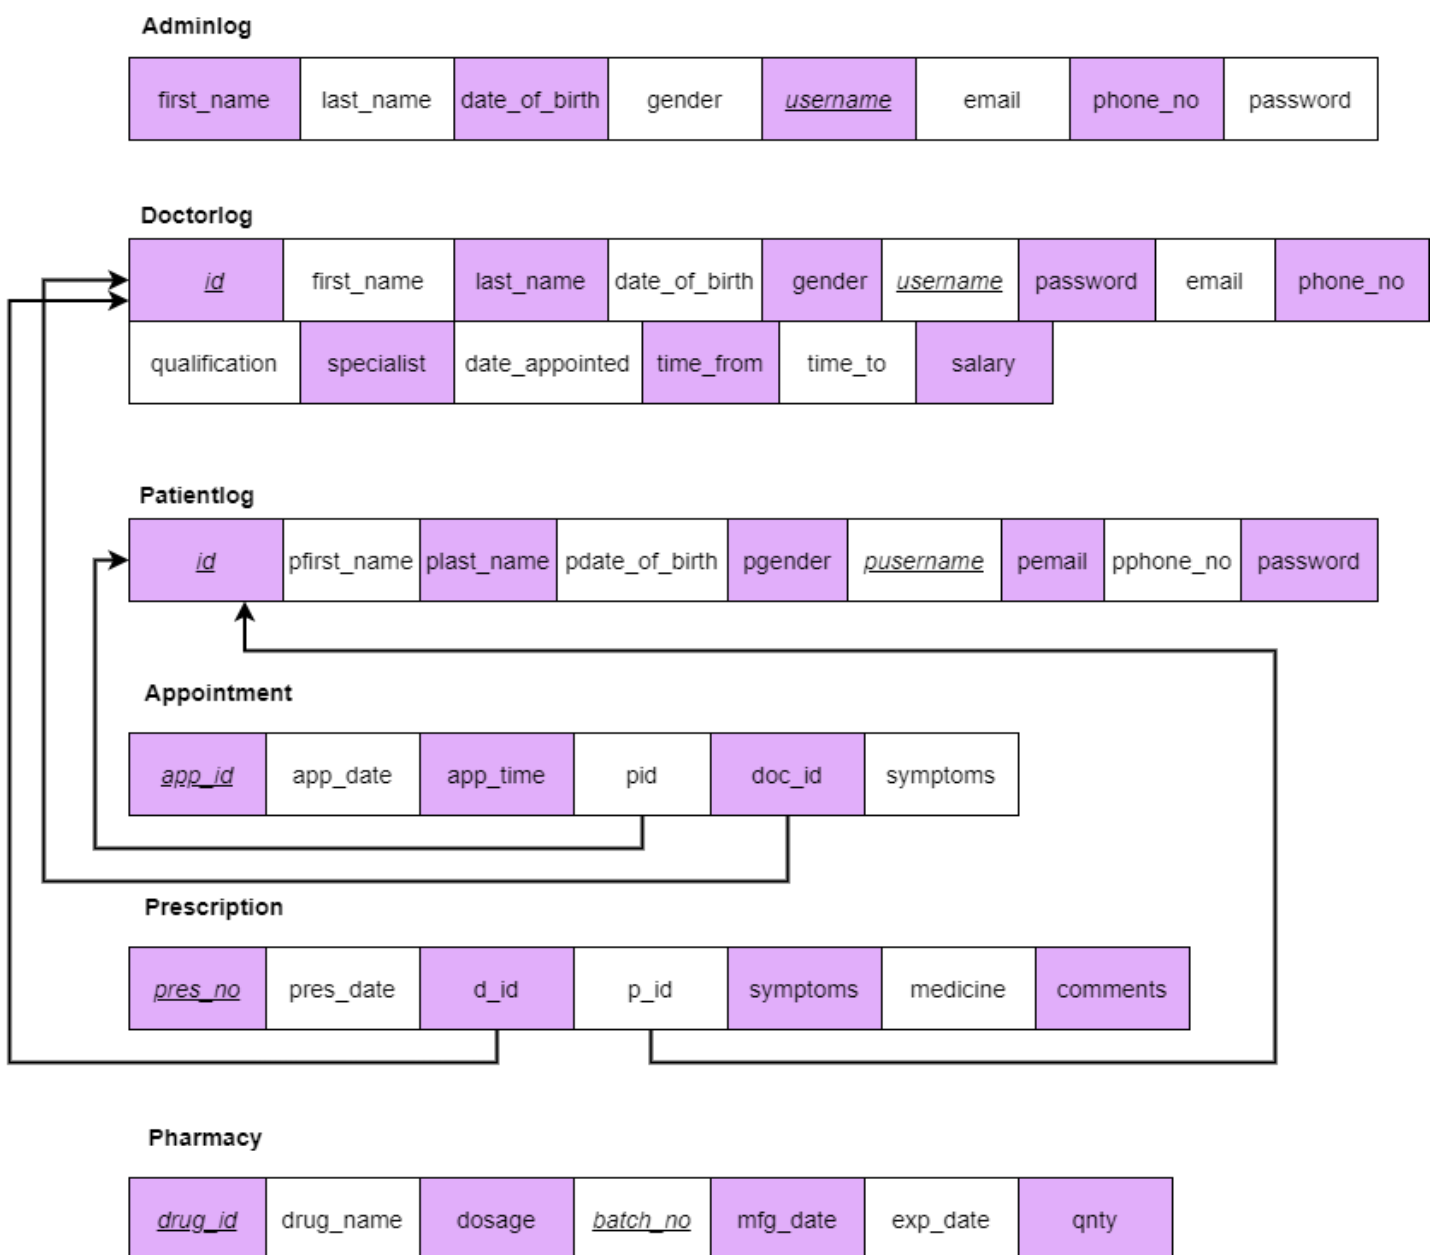 Adminlog
first_name last_name date_of_birth gender username email phone_no password
Doctorlog
id first_name last_name date_of_birth gender username password email phone_no
qualification specialist date_appointed time_from time_to salary
Patientlog
id pfirst_name plast_name pdate_of_birth pgender pusername pemail pphone_no password
Appointment
app_id app_date app_time pid doc_id symptoms
Prescription
pres_no pres_date d_id p_id symptoms medicine comments
Pharmacy
drug_id drug_name dosage batch_no mfg_date exp_date qnty